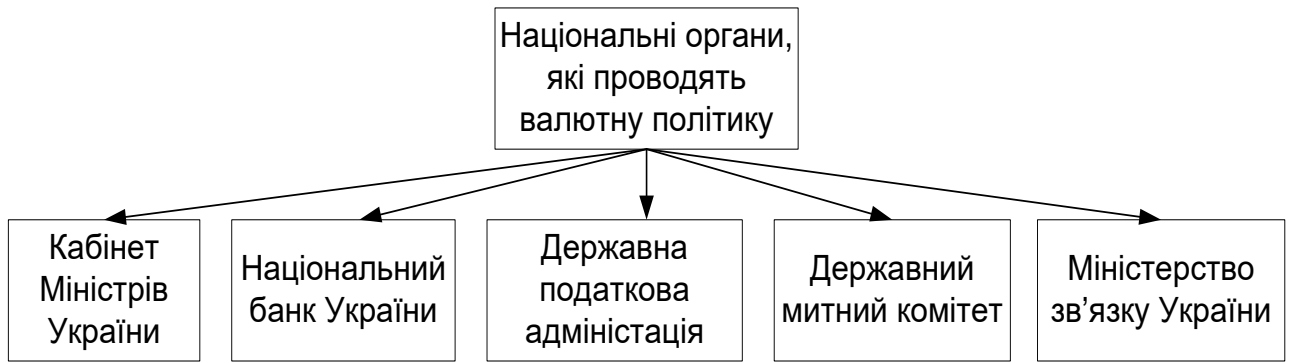 Національні органи,
які проводять
валютну політику
Кабінет
Міністрів
України
Національний
банк України
Державна
податкова
адміністація
Державний
митний комітет
Міністерство
зв’язку України